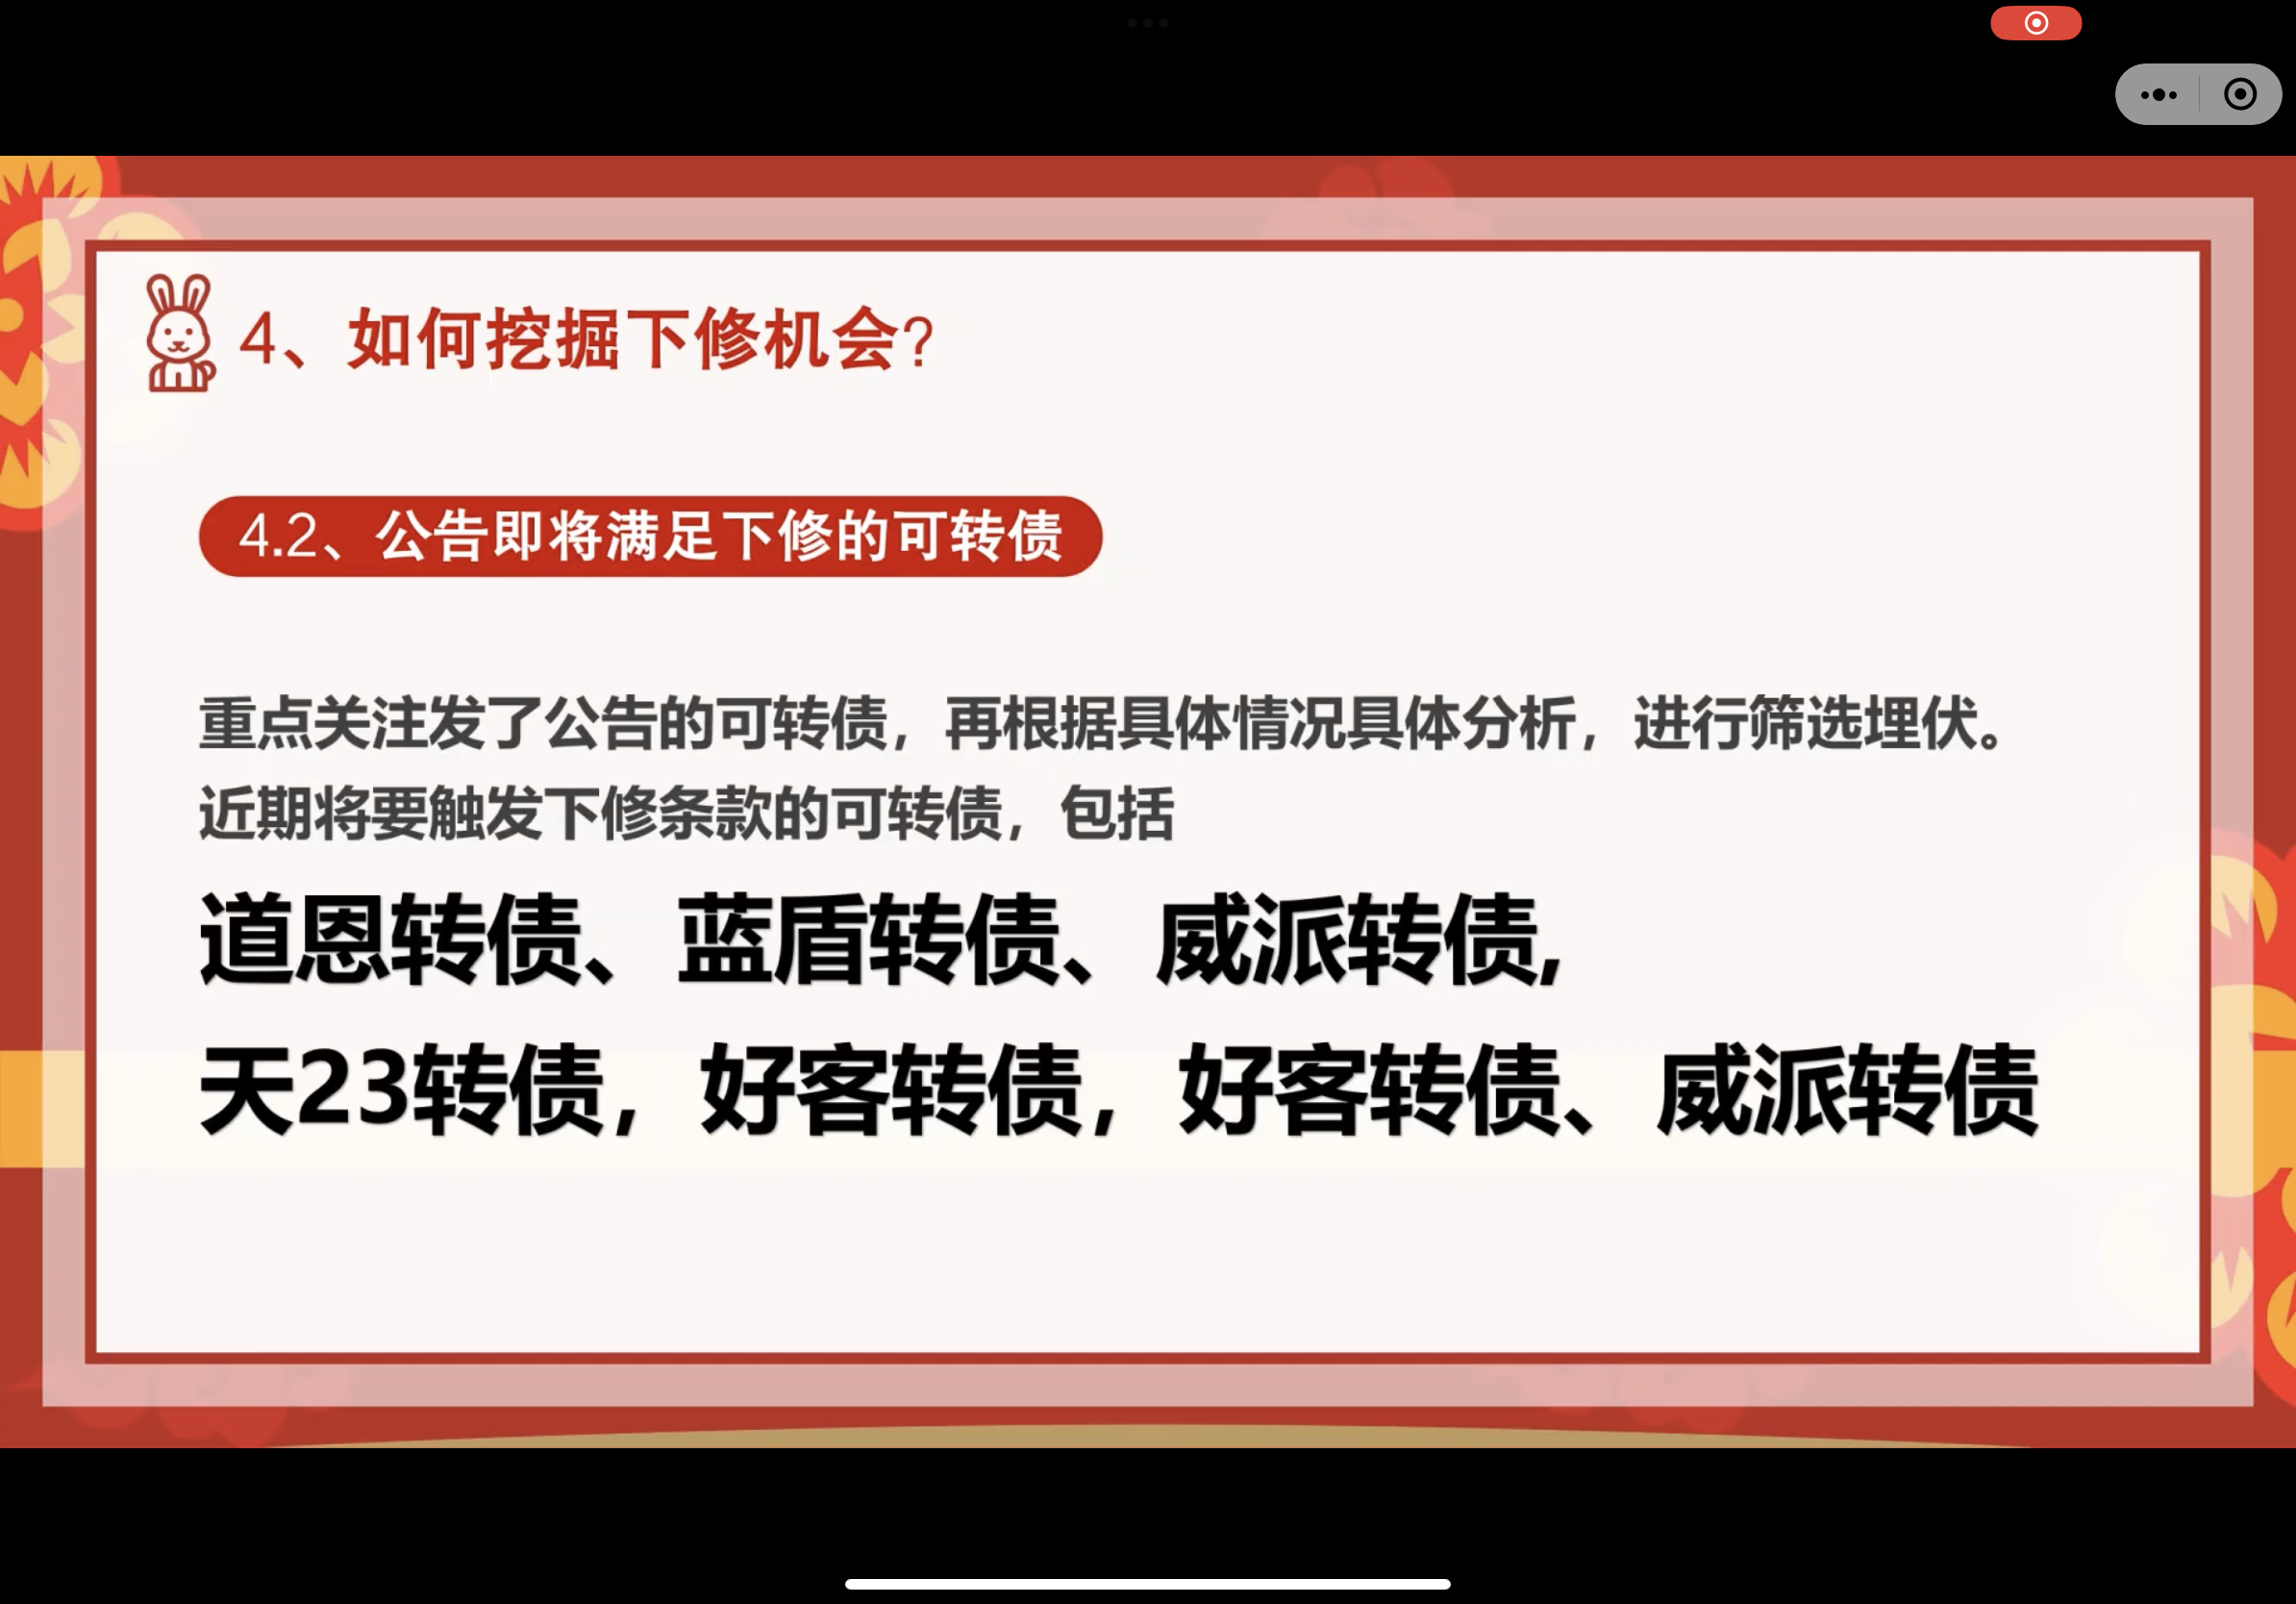 4、如何挖掘下修机会?
4.2、公告即将满足下修的可转债
重点关注发了公告的可转债，再根据具体情况具体分析，进行筛选埋伏。
近期将要触发下修条款的可转债，包括
道恩转债、蓝盾转债、威派转债,
天23转债，好客转债，好客转债、威派转债